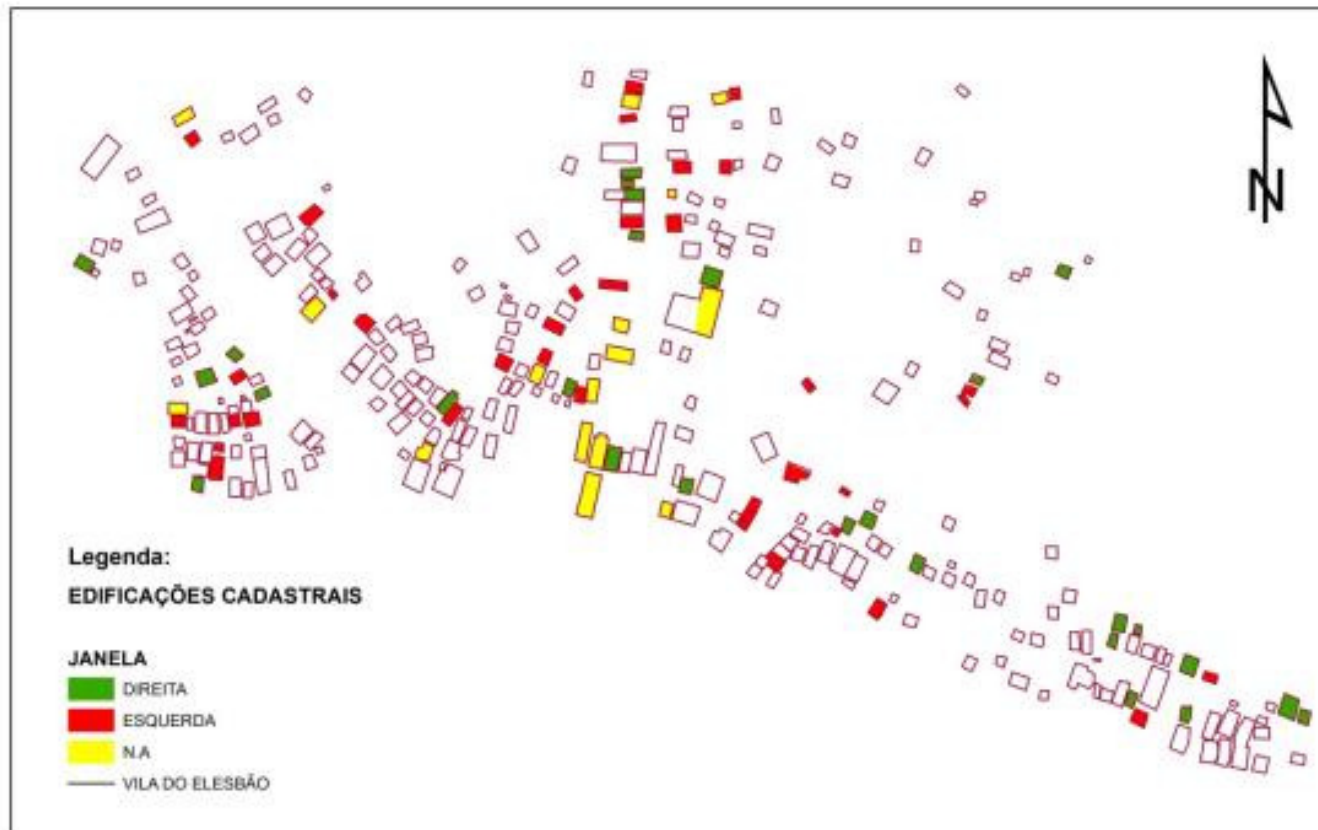 N
Legenda:
EDIFICAÇÕES CADASTRAIS
JANELA
DIREITA
ESQUERDA
N.A
VILA DO ELESBÃO